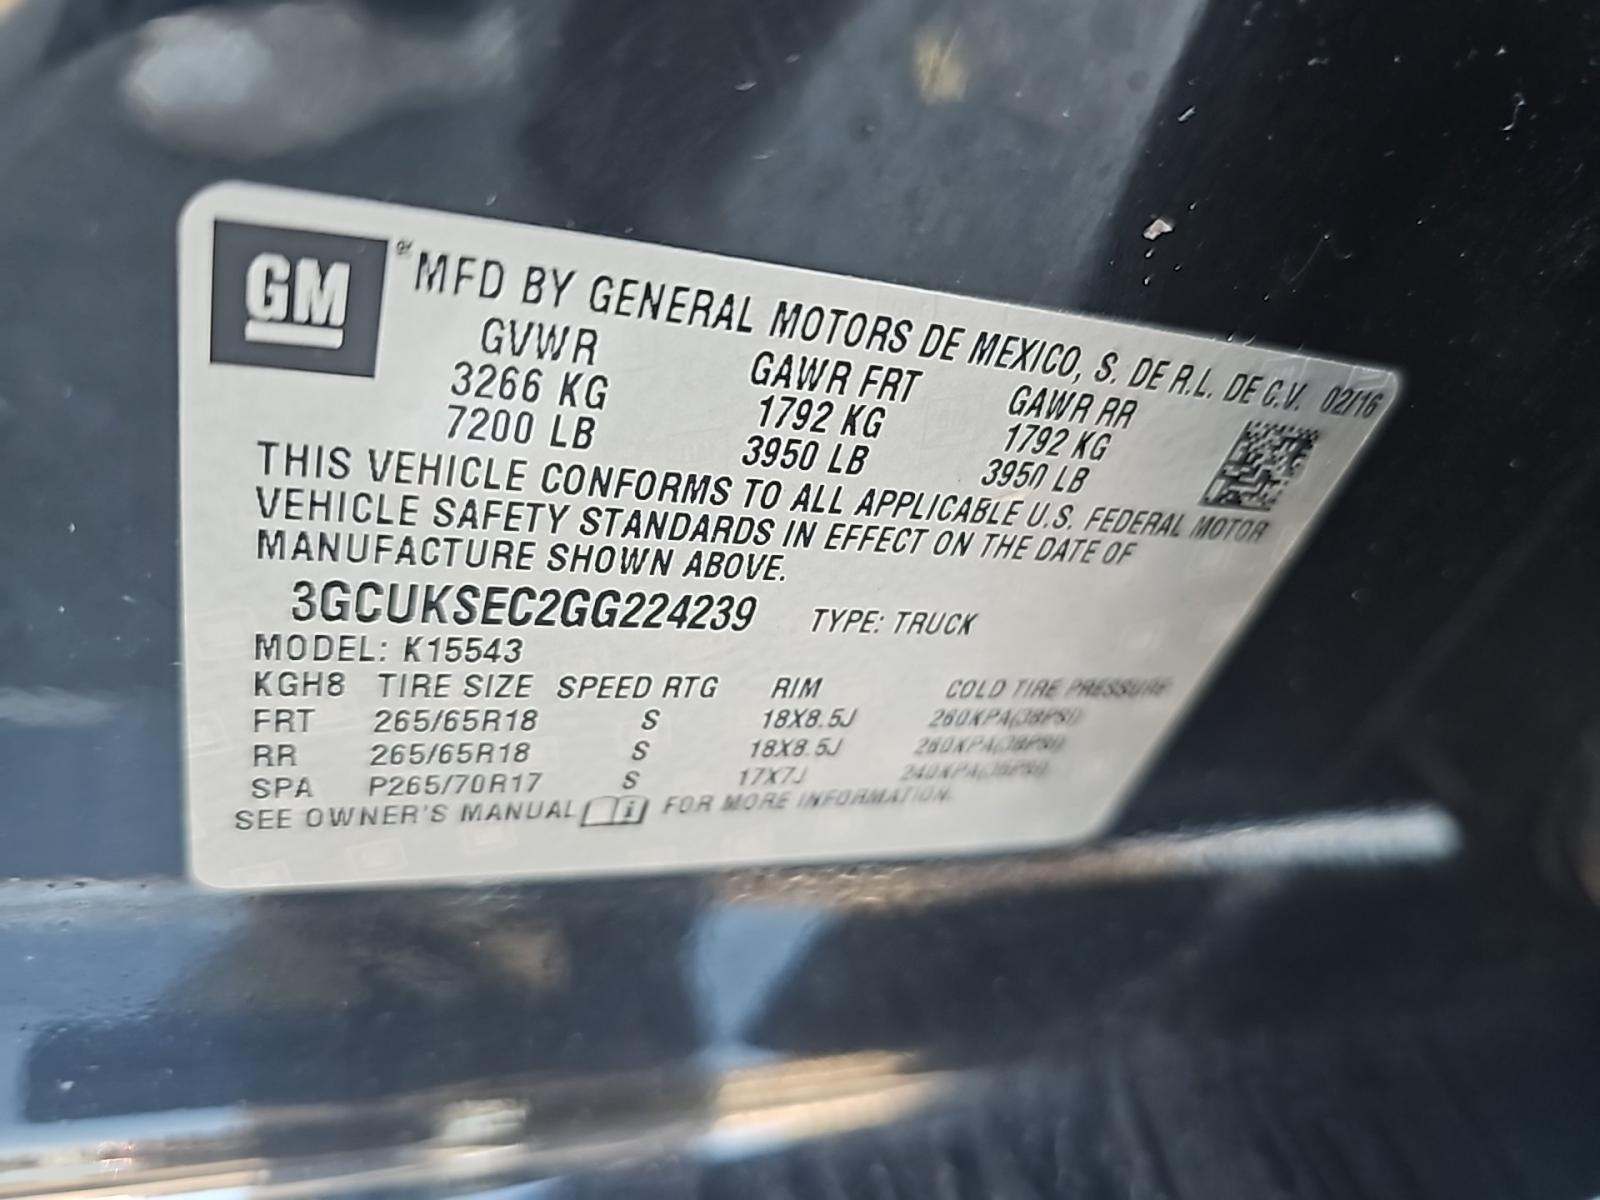 GM
MFD BY GENERAL MOTORS DE MEXICO, S. DE R.L. DE C.V. 02/16
GVWR GAWR FRT GAWR RR
3266 KG 1792 KG 1792 KG
7200 LB 3950 LB 3950 LB
THIS VEHICLE CONFORMS TO ALL APPLICABLE U.S. FEDERAL MOTOR
VEHICLE SAFETY STANDARDS IN EFFECT ON THE DATE OF
MANUFACTURE SHOWN ABOVE.
3GCUKSEC2GG224239 TYPE: TRUCK
MODEL: K15543
KGH8 TIRE SIZE SPEED RTG RIM COLD TIRE PRESSURE
FRT 265/65R18 S 18X8.5J
RR 265/65R18 S 18X8.5J
SPA P265/70R17 S 17X7J
SEE OWNER'S MANUAL FOR MORE INFORMATION.